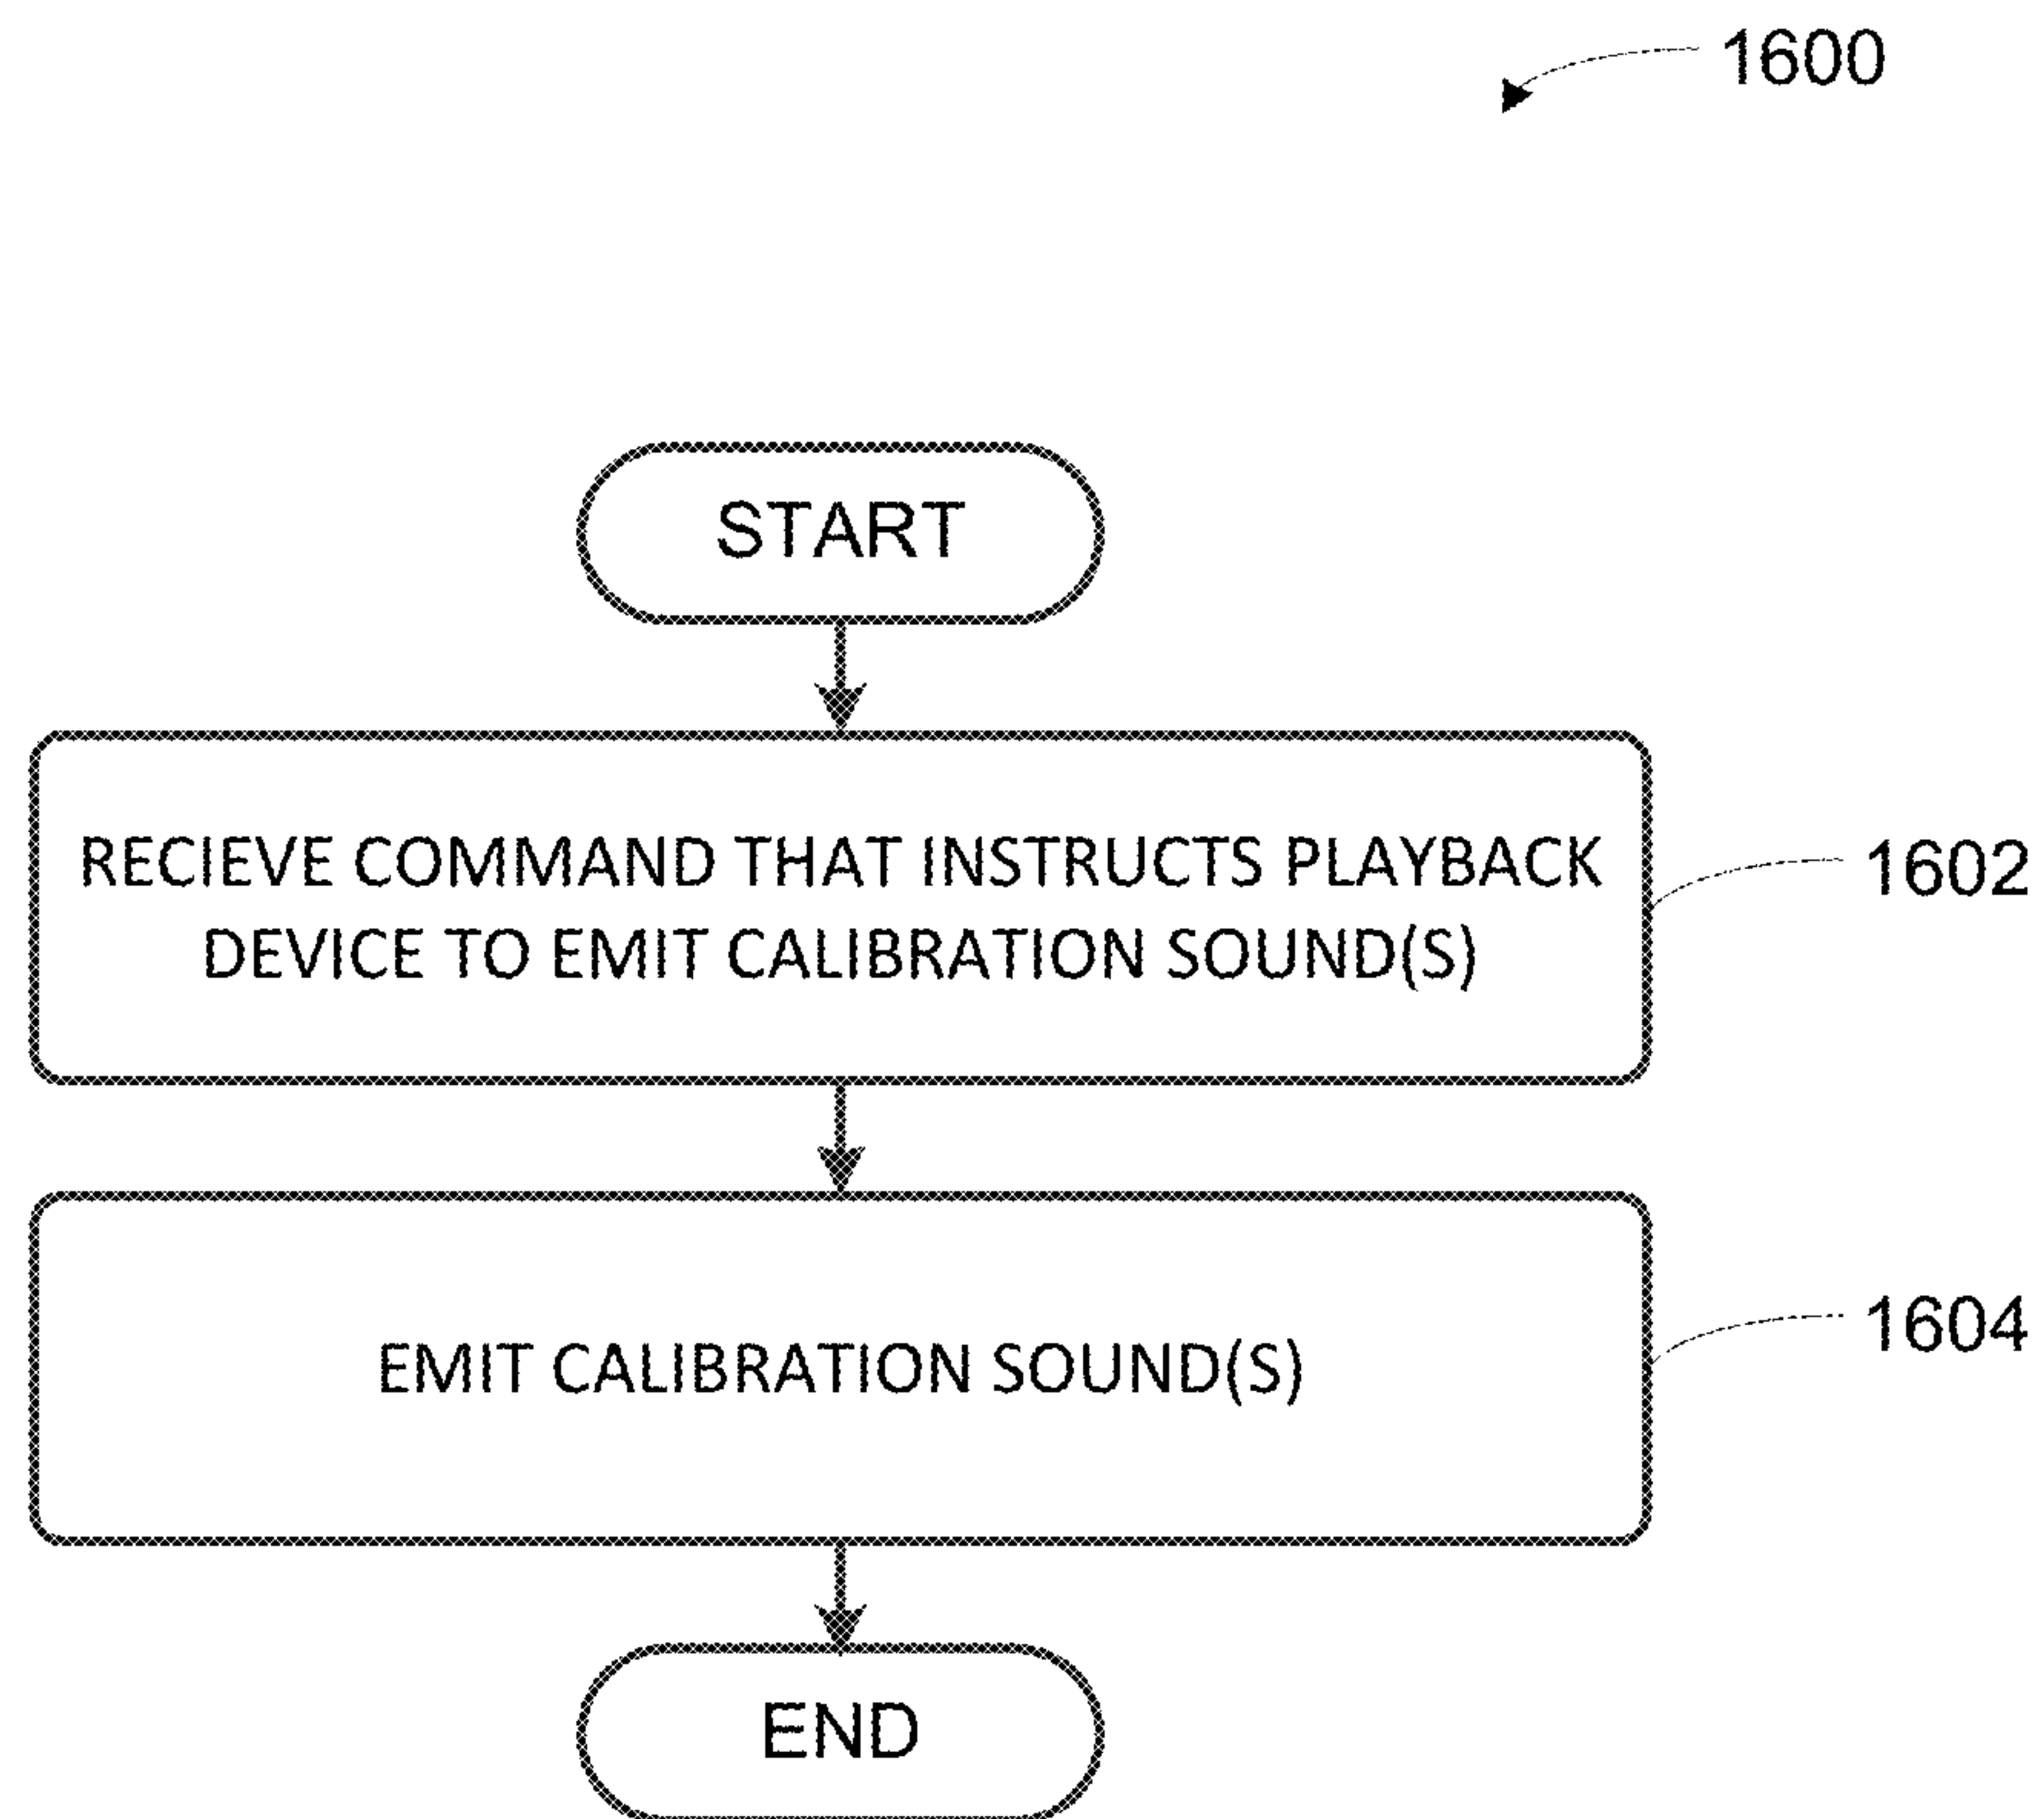 1600
START
RECIEVE COMMAND THAT INSTRUCTS PLAYBACK
DEVICE TO EMIT CALIBRATION SOUND(S)
1602
EMIT CALIBRATION SOUND(S)
1604
END